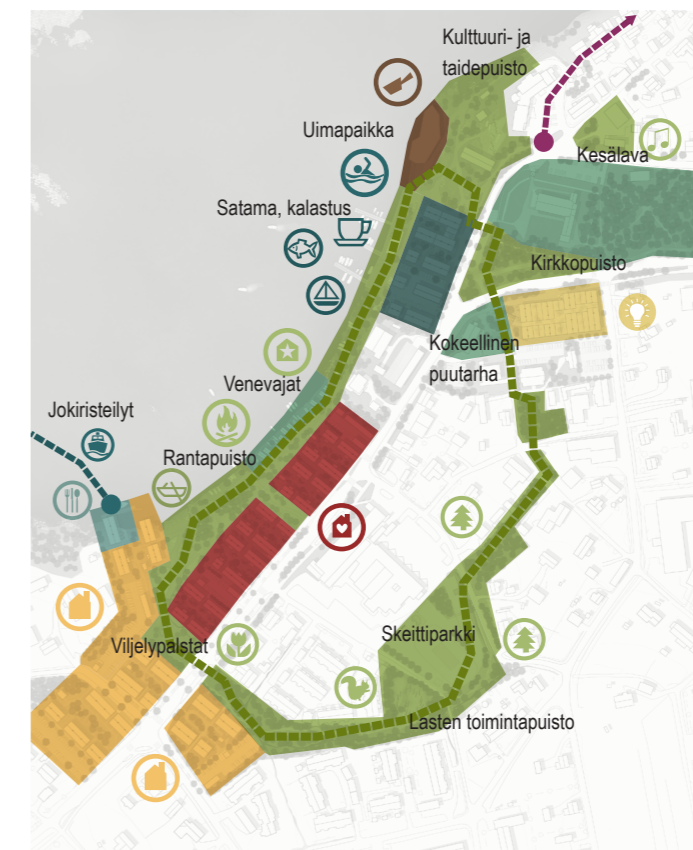 Kulttuuri- ja
taidepuisto
Uimapaikka
Kesälava
Satama, kalastus
Kirkkopuisto
Kokeellinen
puutarha
Venevajat
Jokiristeilyt
Rantapuisto
Viljelypalstat
Skeittiparkki
Lasten toimintapuisto